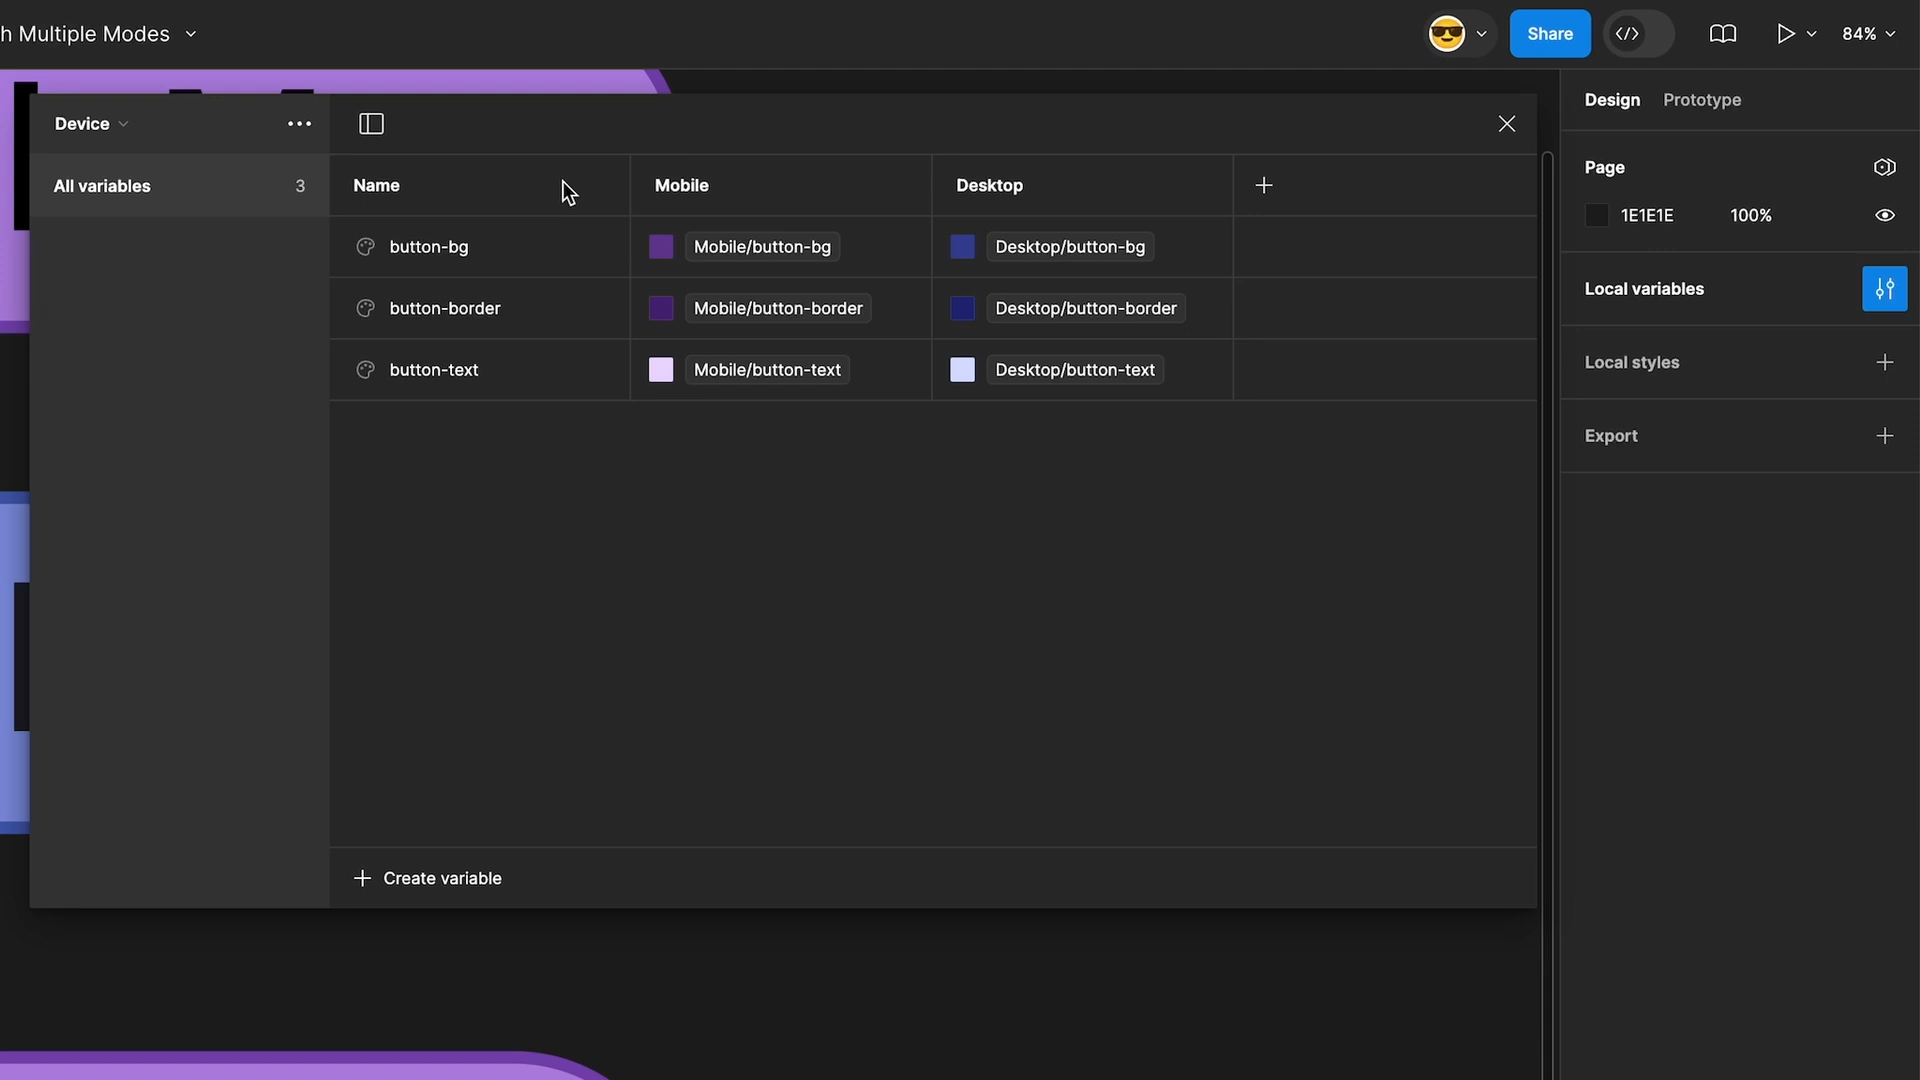 h Multiple Modes
Share
84%
Device
All variables 3
Name Mobile Desktop
button-bg Mobile/button-bg Desktop/button-bg
button-border Mobile/button-border Desktop/button-border
button-text Mobile/button-text Desktop/button-text
Create variable
Design Prototype
Page
1E1E1E 100%
Local variables
Local styles
Export